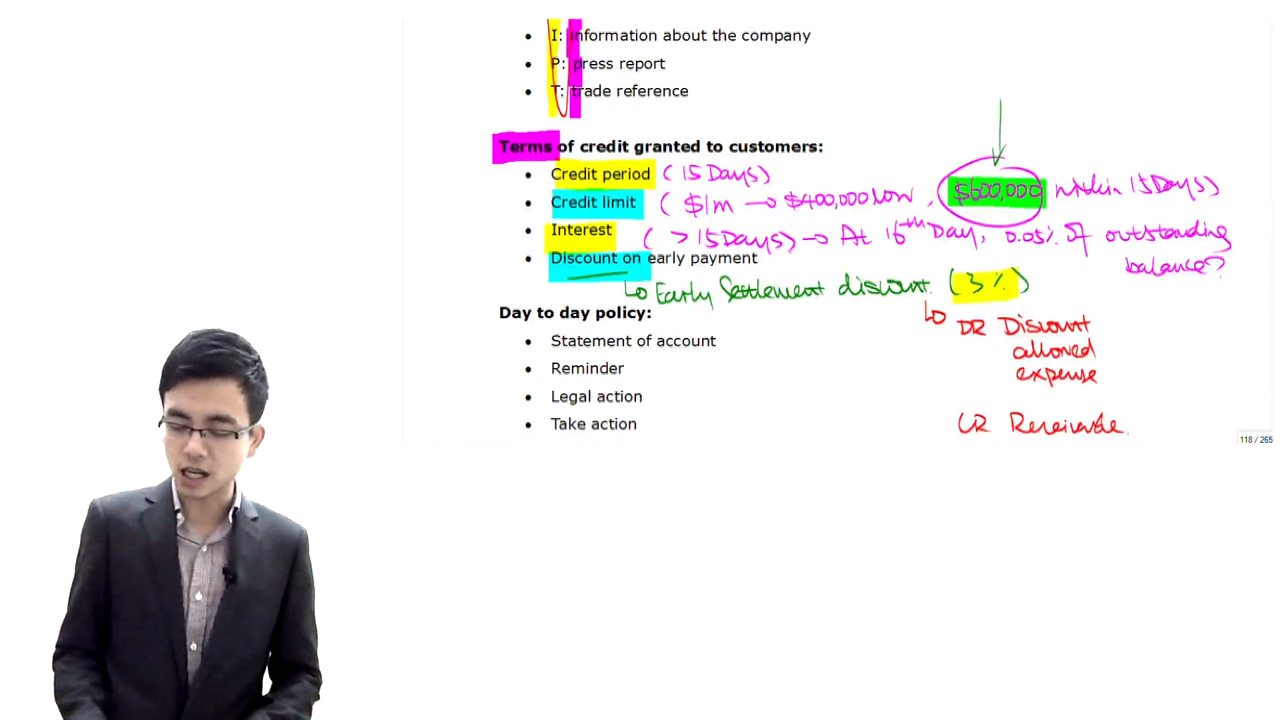 • I: information about the company
• P: press report
• T: trade reference
Terms of credit granted to customers:
• Credit period (15 Days)
• Credit limit ($1m → $400,000 now, $600,000 within 15 Days)
• Interest (>15 Days) → At 16th Day, 0.05% of outstanding
balance?
• Discount on early payment
↳ Early Settlement discount. (3%)
↳ DR Discount
allowed
expense
Day to day policy:
• Statement of account
• Reminder
• Legal action
• Take action
CR Receivable.
118 / 265